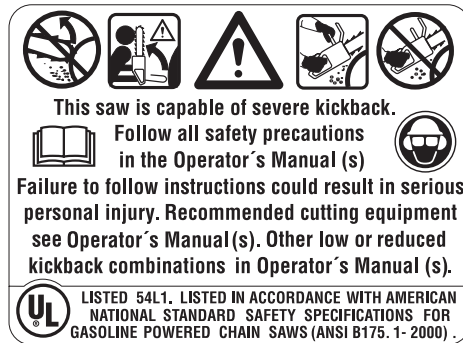 This saw is capable of severe kickback.
Follow all safety precautions
in the Operator´s Manual (s)
Failure to follow instructions could result in serious
personal injury. Recommended cutting equipment
see Operator´s Manual (s). Other low or reduced
kickback combinations in Operator´s Manual (s).
UL ®
LISTED 54L1. LISTED IN ACCORDANCE WITH AMERICAN
NATIONAL STANDARD SAFETY SPECIFICATIONS FOR
GASOLINE POWERED CHAIN SAWS (ANSI B175. 1- 2000) .